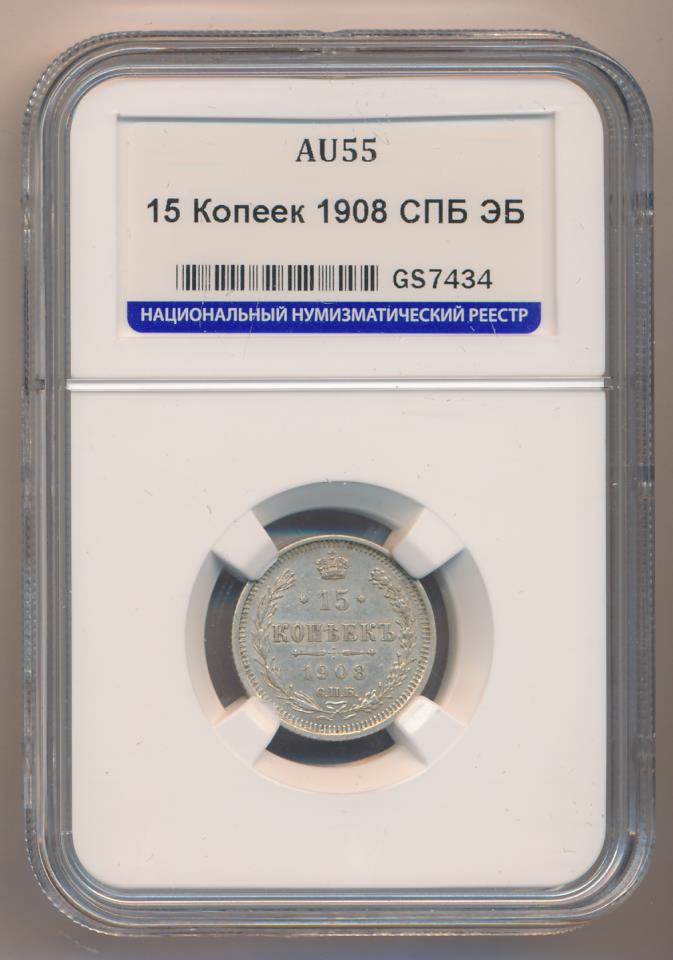 AU55
15 Копеек 1908 СПБ ЭБ
GS7434
НАЦИОНАЛЬНЫЙ НУМИЗМАТИЧЕСКИЙ РЕЕСТР
15
КОПѢЕКЪ
1908
С.П.Б.